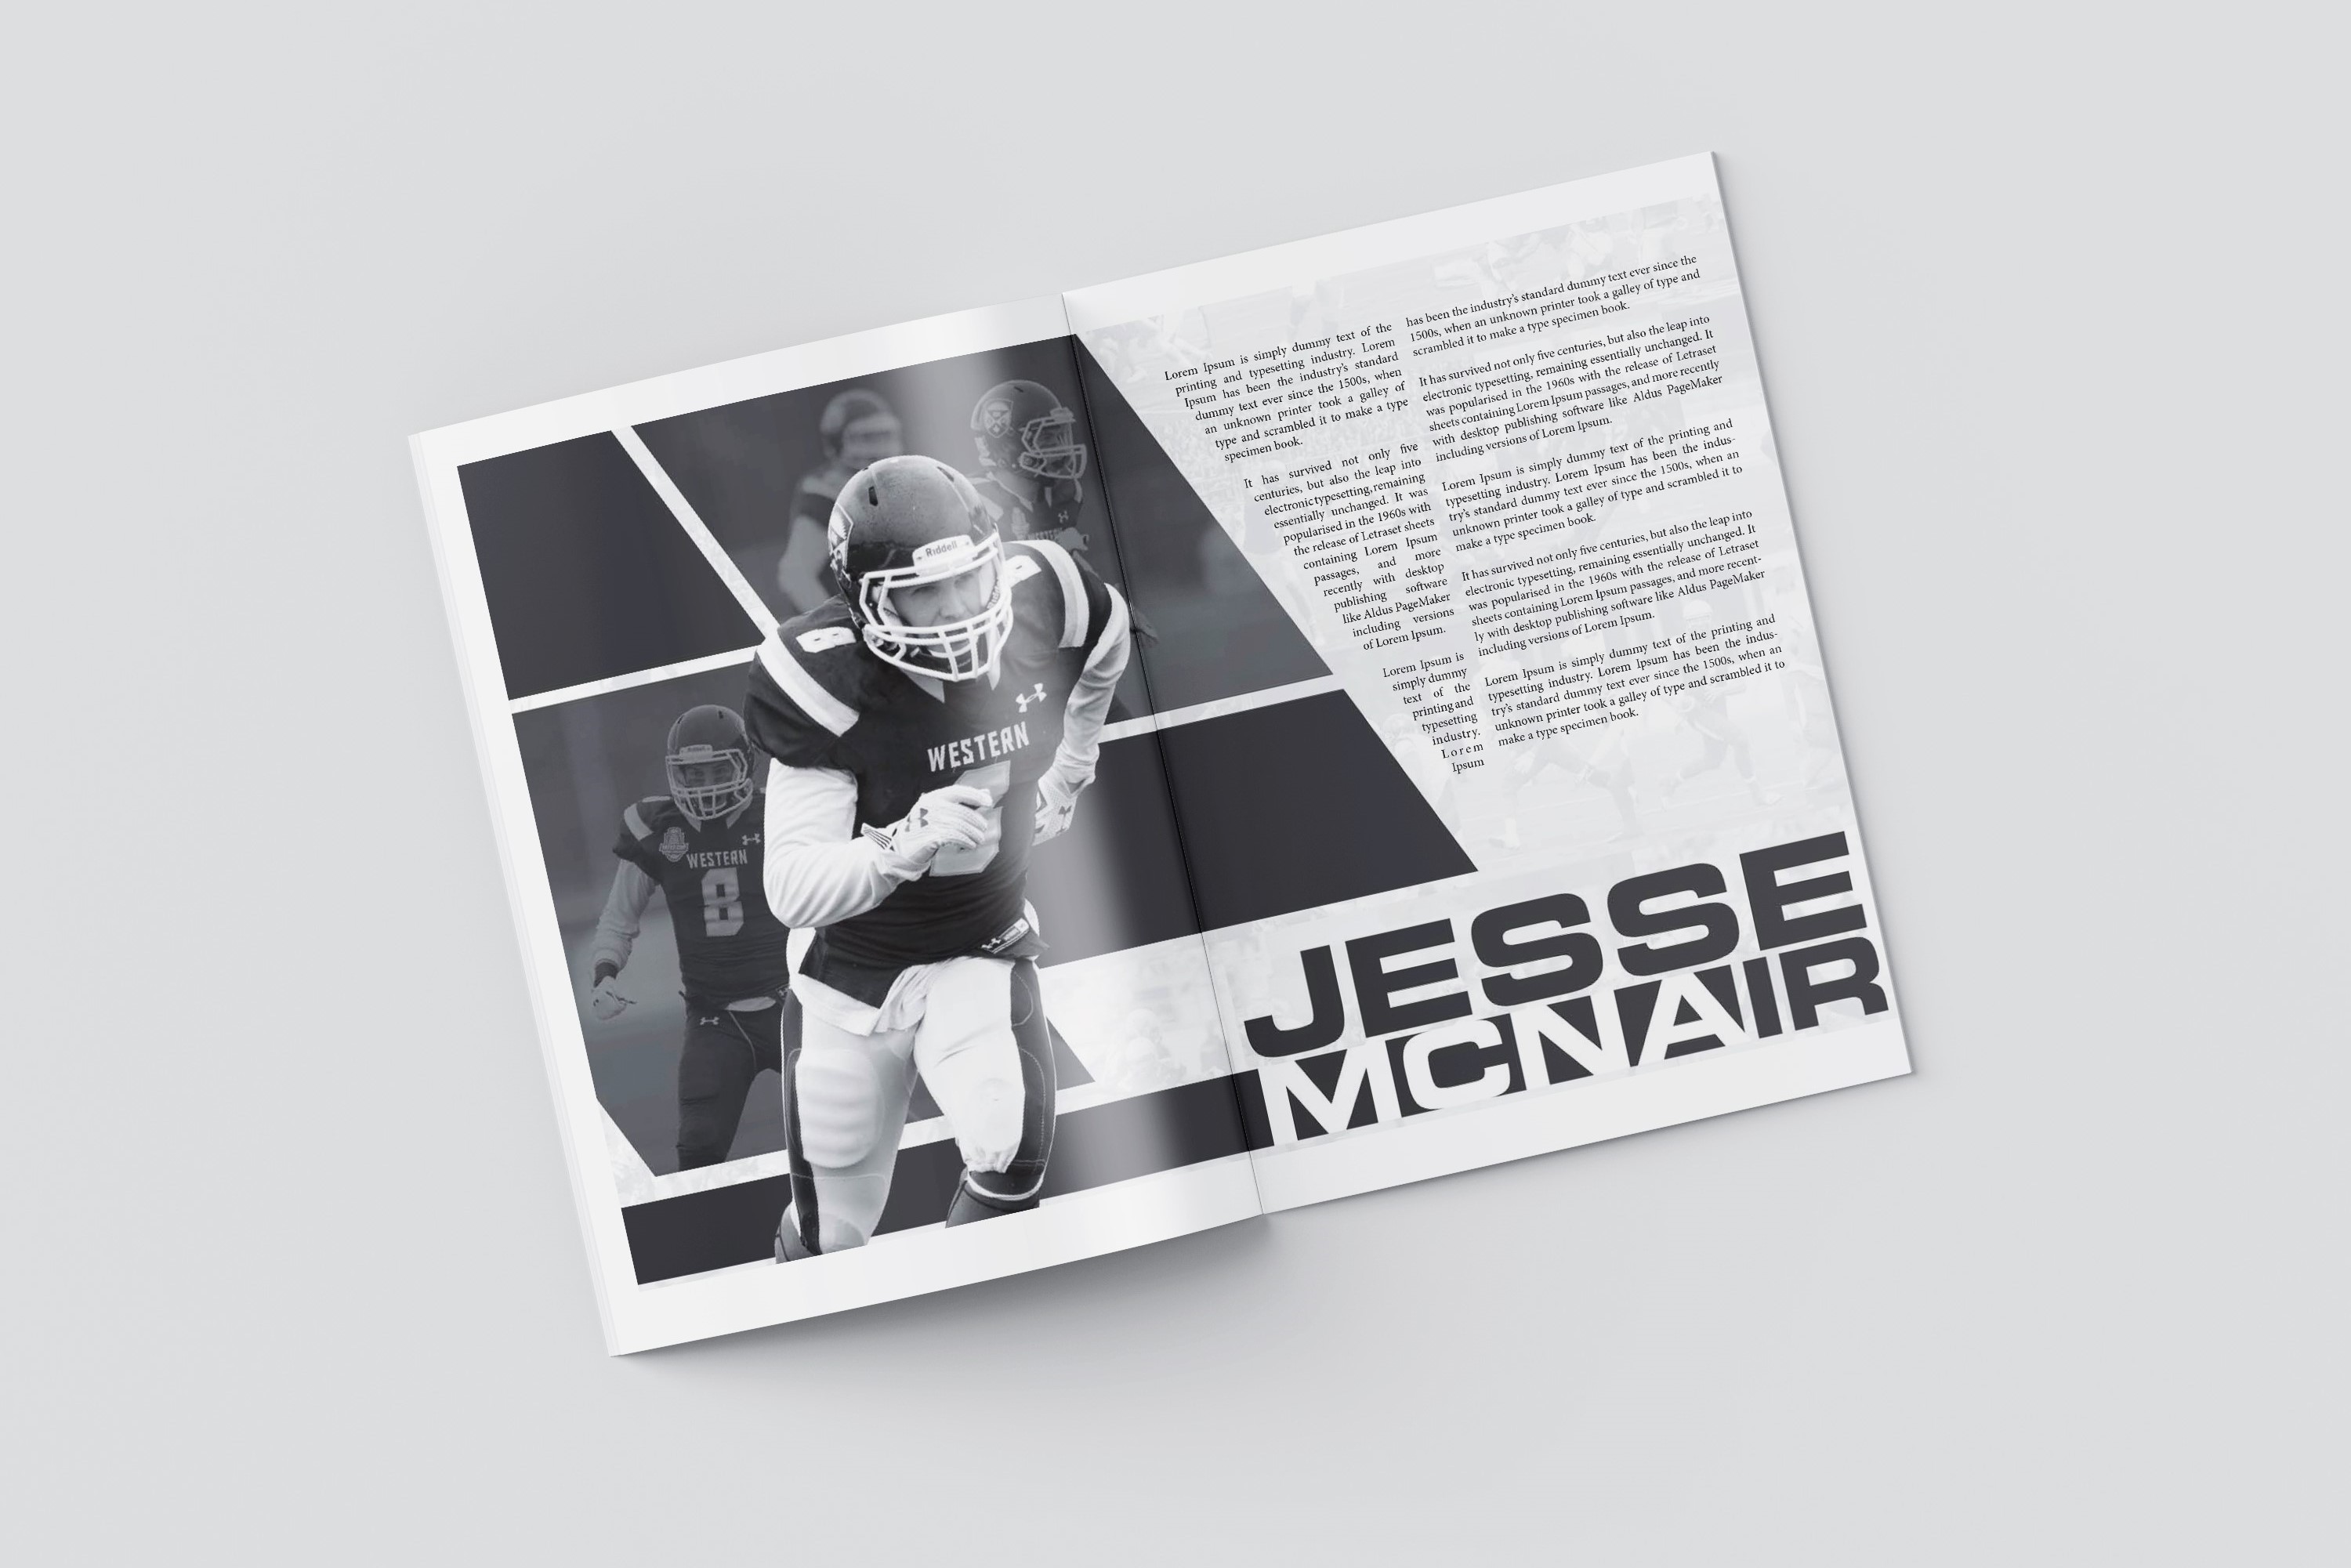 Riddell
8
WESTERN
8
WESTERN
8
Lorem Ipsum is simply dummy text of the
printing and typesetting industry. Lorem
Ipsum has been the industry's standard
dummy text ever since the 1500s, when
an unknown printer took a galley of
type and scrambled it to make a type
specimen book.
It has survived not only five
centuries, but also the leap into
electronic typesetting, remaining
essentially unchanged. It was
popularised in the 1960s with
the release of Letraset sheets
containing Lorem Ipsum
passages, and more
recently with desktop
publishing software
like Aldus PageMaker
including versions
of Lorem Ipsum.
Lorem Ipsum is
simply dummy
text of the
printing and
typesetting
industry.
Lorem
Ipsum
has been the industry's standard dummy text ever since the
1500s, when an unknown printer took a galley of type and
scrambled it to make a type specimen book.
It has survived not only five centuries, but also the leap into
electronic typesetting, remaining essentially unchanged. It
was popularised in the 1960s with the release of Letraset
sheets containing Lorem Ipsum passages, and more recently
with desktop publishing software like Aldus PageMaker
including versions of Lorem Ipsum.
Lorem Ipsum is simply dummy text of the printing and
typesetting industry. Lorem Ipsum has been the indus-
try's standard dummy text ever since the 1500s, when an
unknown printer took a galley of type and scrambled it to
make a type specimen book.
It has survived not only five centuries, but also the leap into
electronic typesetting, remaining essentially unchanged. It
was popularised in the 1960s with the release of Letraset
sheets containing Lorem Ipsum passages, and more recent-
ly with desktop publishing software like Aldus PageMaker
including versions of Lorem Ipsum.
Lorem Ipsum is simply dummy text of the printing and
typesetting industry. Lorem Ipsum has been the indus-
try's standard dummy text ever since the 1500s, when an
unknown printer took a galley of type and scrambled it to
make a type specimen book.
JESSE
MCNAIR